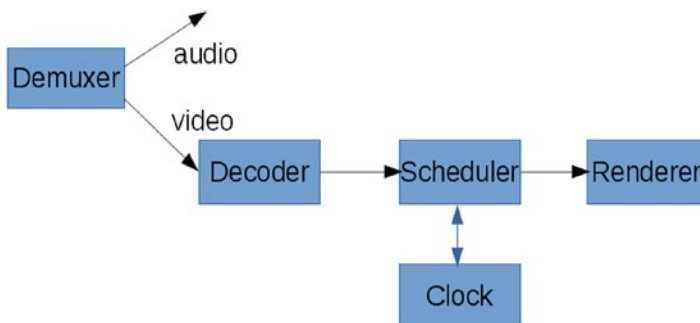 audio
Demuxer
video
Decoder
Scheduler
Renderer
Clock